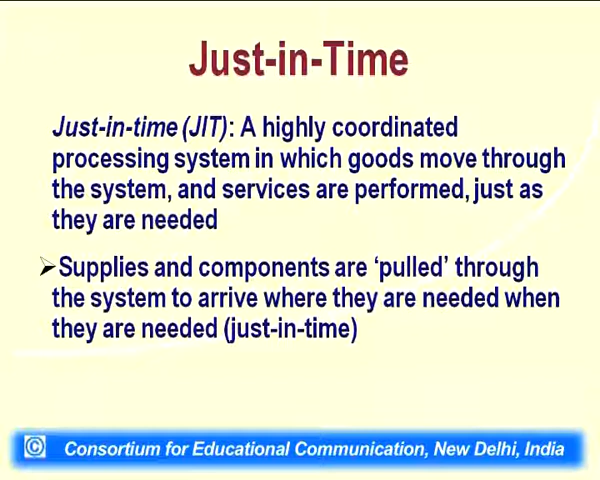 Just-in-Time
Just-in-time (JIT): A highly coordinated
processing system in which goods move through
the system, and services are performed, just as
they are needed
➢Supplies and components are ‘pulled’ through
the system to arrive where they are needed when
they are needed (just-in-time)
© Consortium for Educational Communication, New Delhi, India